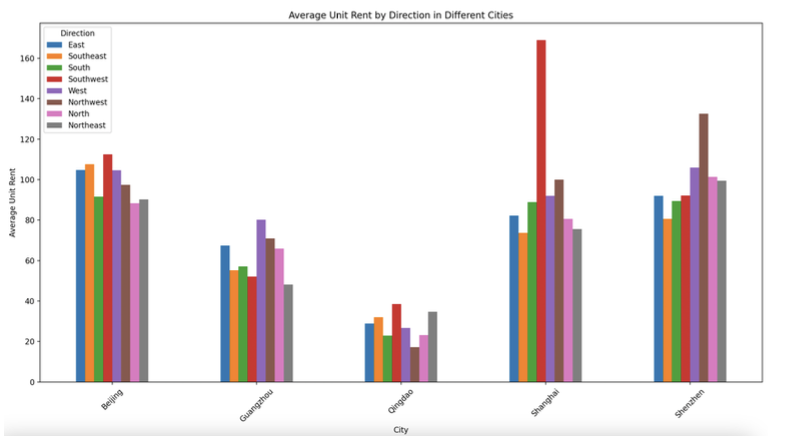 Average Unit Rent by Direction in Different Cities
Direction
East
Southeast
South
Southwest
West
Northwest
North
Northeast
Average Unit Rent
160
140
120
100
80
60
40
20
0
Beijing
Guangzhou
Qingdao
Shanghai
Shenzhen
City